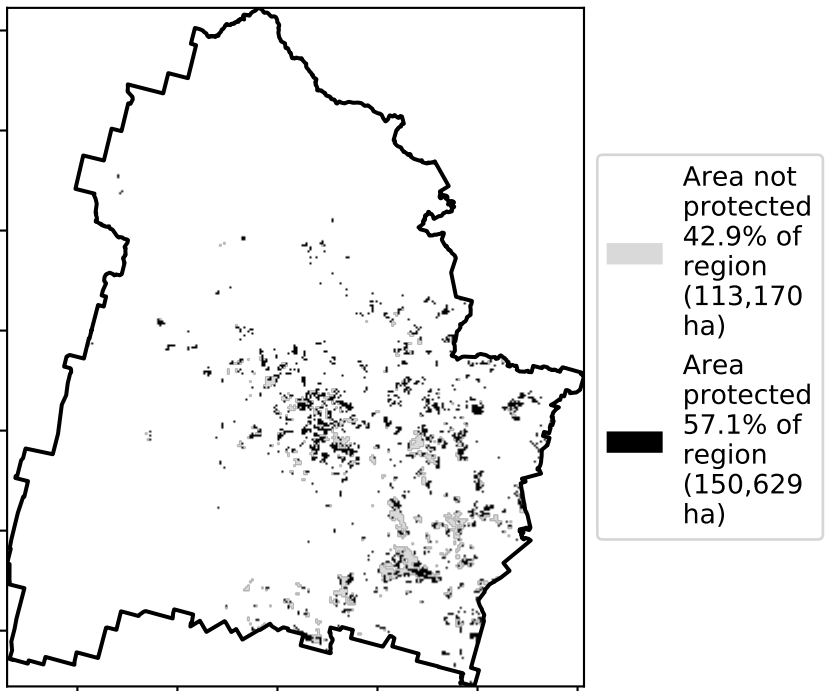 Area not
protected
42.9% of
region
(113,170
ha)
Area
protected
57.1% of
region
(150,629
ha)